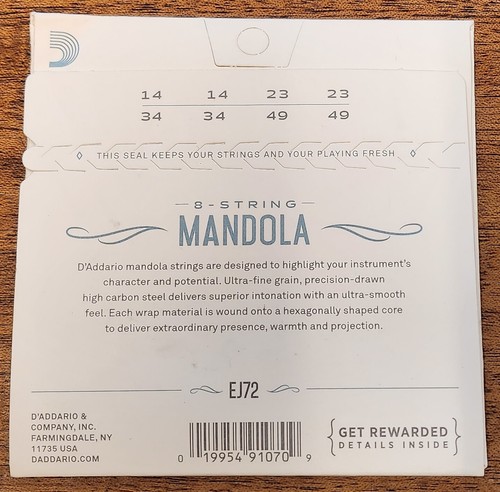 14 14 23 23
34 34 49 49
◊ THIS SEAL KEEPS YOUR STRINGS AND YOUR PLAYING FRESH ◊
8-STRING
MANDOLA
D'Addario mandola strings are designed to highlight your instrument's
character and potential. Ultra-fine grain, precision-drawn
high carbon steel delivers superior intonation with an ultra-smooth
feel. Each wrap material is wound onto a hexagonally shaped core
to deliver extraordinary presence, warmth and projection.
EJ72
D'ADDARIO &
COMPANY, INC.
FARMINGDALE, NY
11735 USA
DADDARIO.COM
0 19954 91070 9
{GET REWARDED
DETAILS INSIDE}